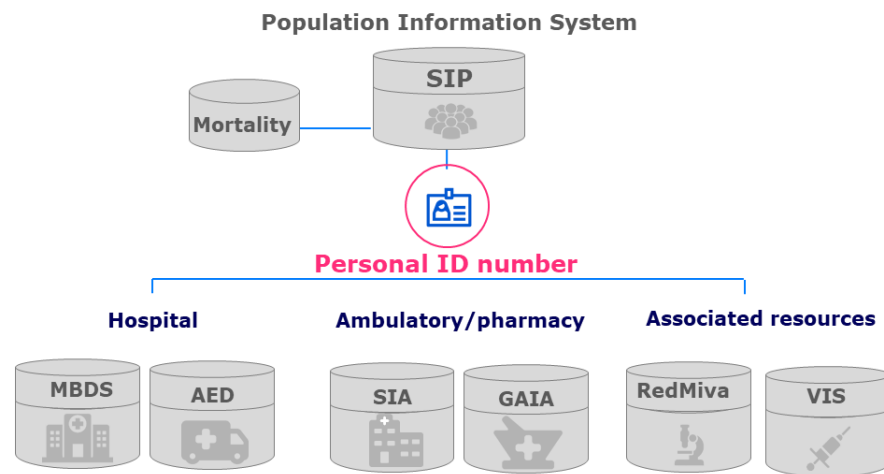 Population Information System
SIP
Mortality
Personal ID number
Hospital
Ambulatory/pharmacy
Associated resources
MBDS
AED
SIA
GAIA
RedMiva
VIS